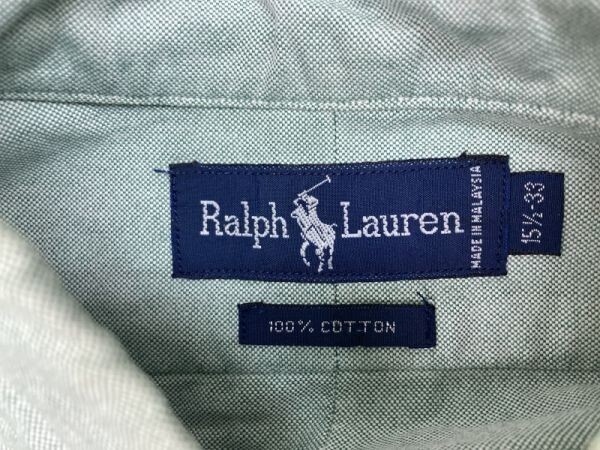 Ralph Lauren
MADE IN MALAYSIA
15½-33
100% COTTON